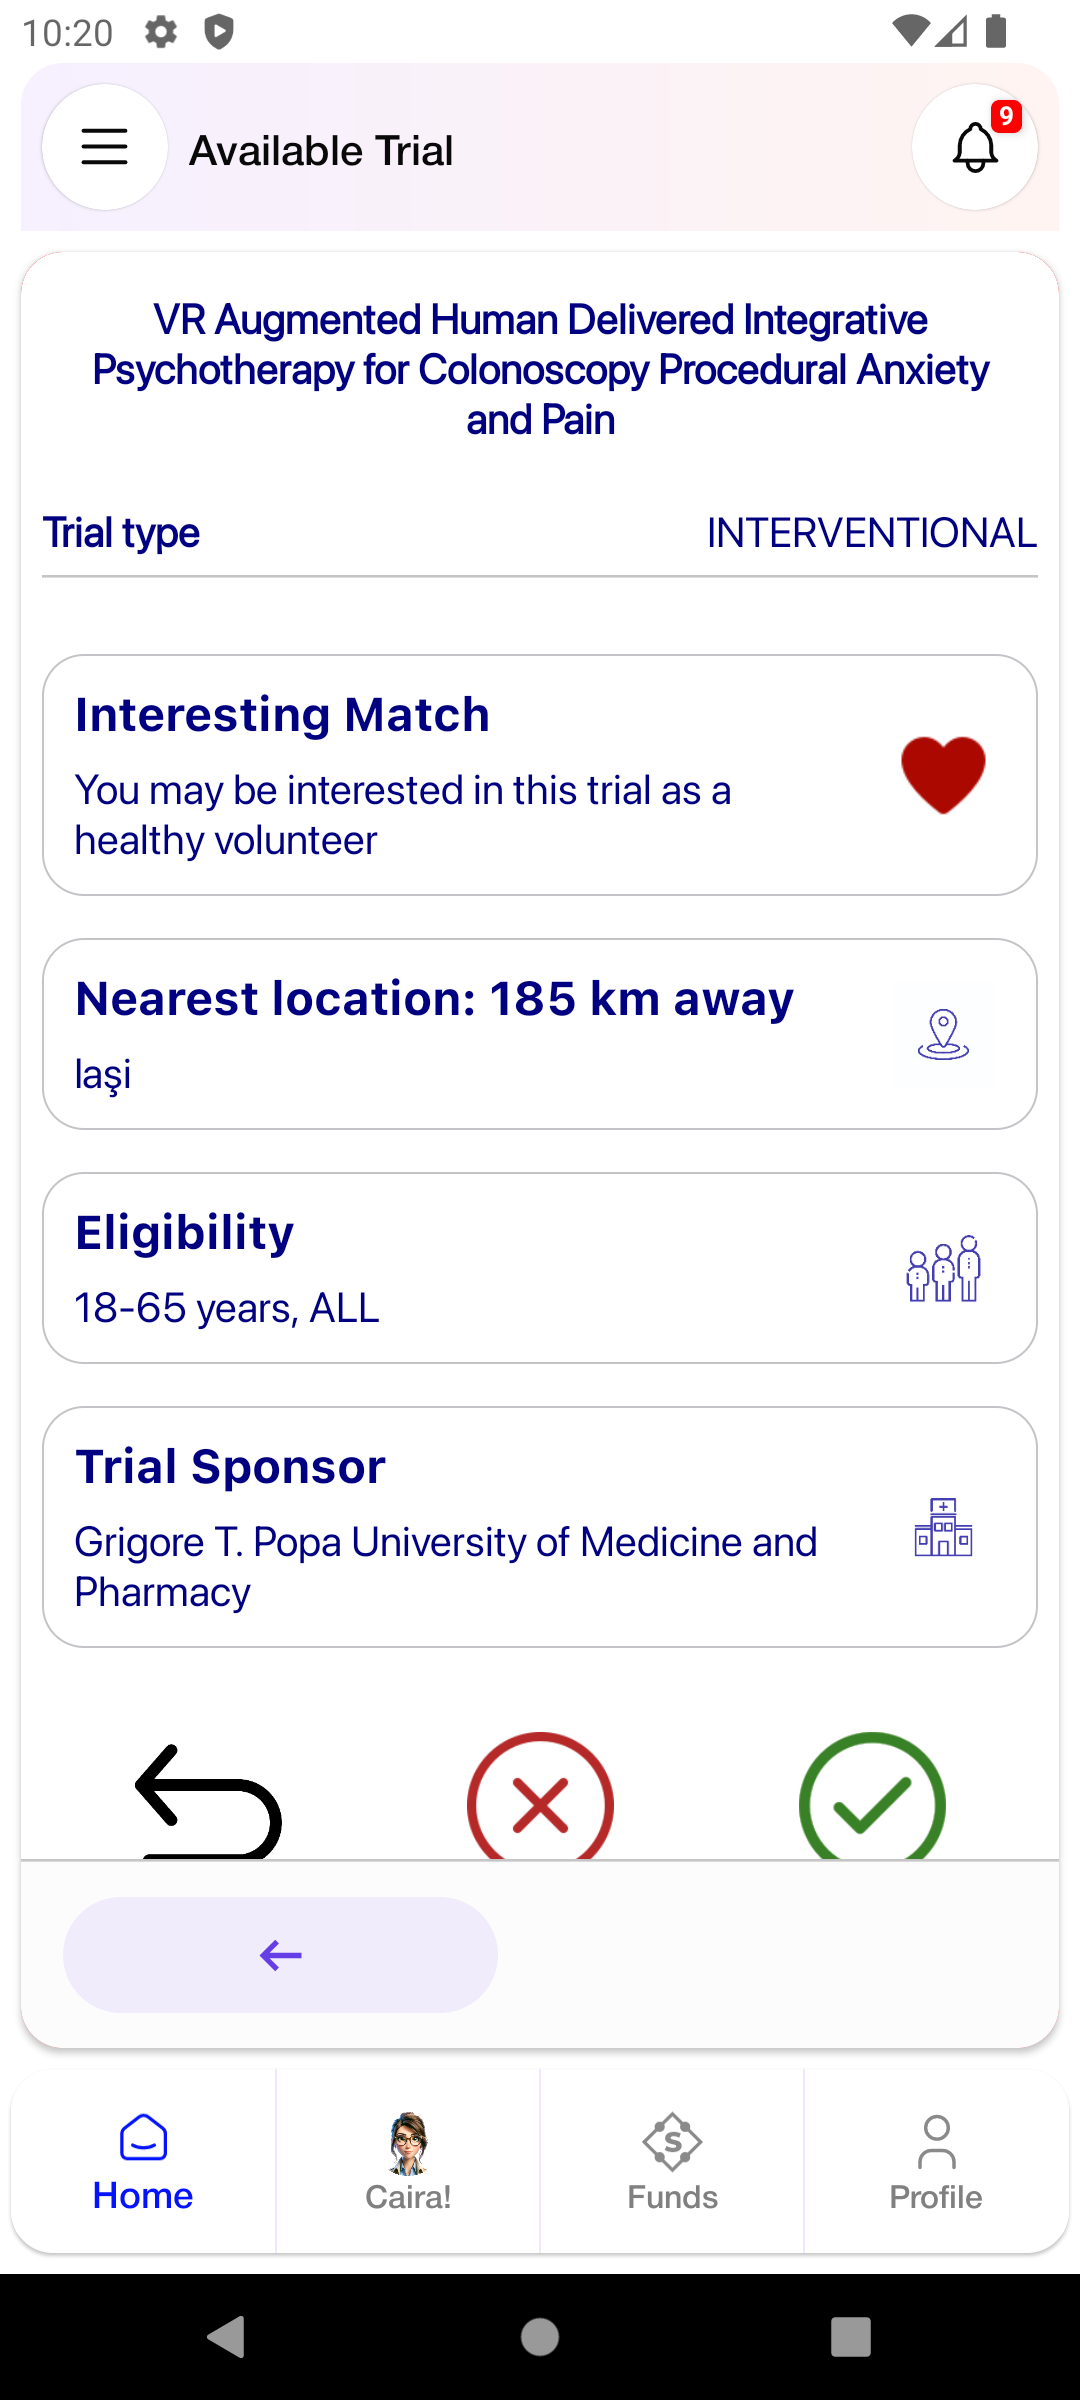 10:20
Available Trial
9
VR Augmented Human Delivered Integrative
Psychotherapy for Colonoscopy Procedural Anxiety
and Pain
Trial type
INTERVENTIONAL
Interesting Match
You may be interested in this trial as a
healthy volunteer
Nearest location: 185 km away
Iaşi
Eligibility
18-65 years, ALL
Trial Sponsor
Grigore T. Popa University of Medicine and
Pharmacy
Home
Caira!
Funds
Profile